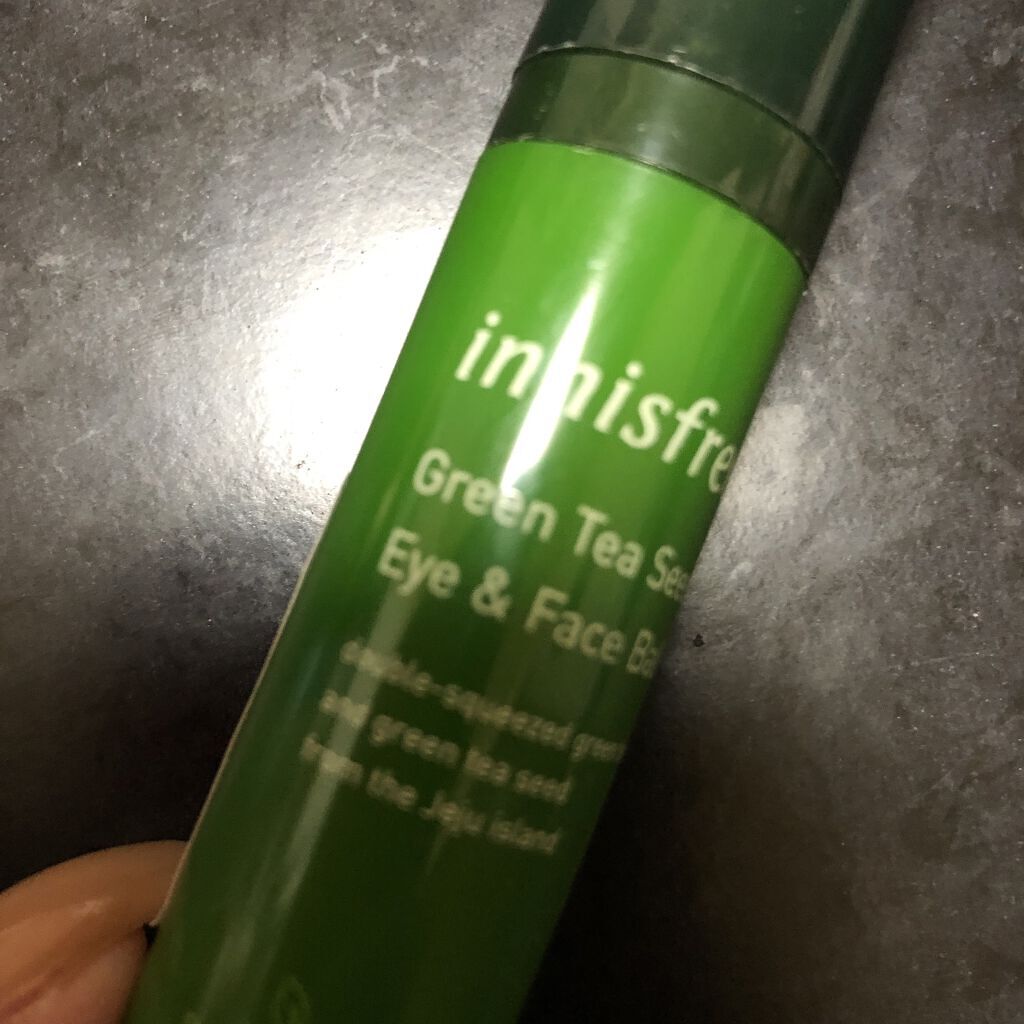 innisfre
Green Tea See
Eye & Face Ba
double-squeezed green
and green tea seed
from the Jeju island